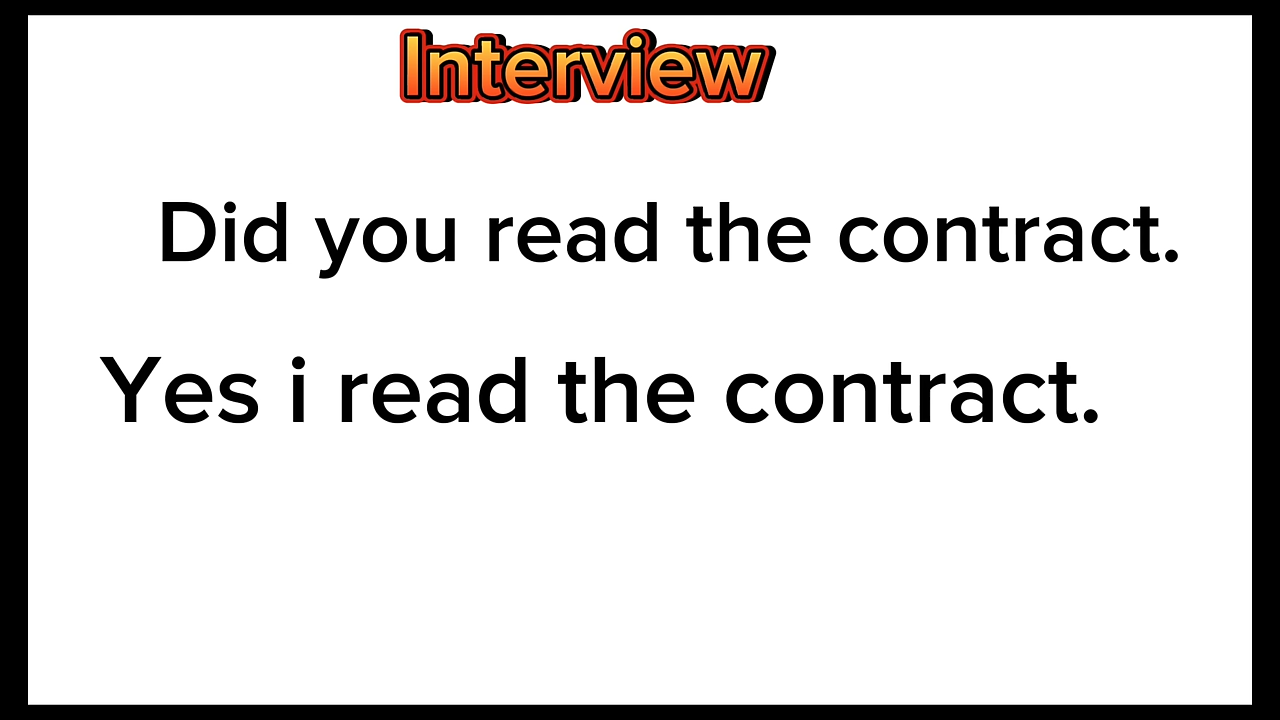 Interview
Did you read the contract.
Yes i read the contract.